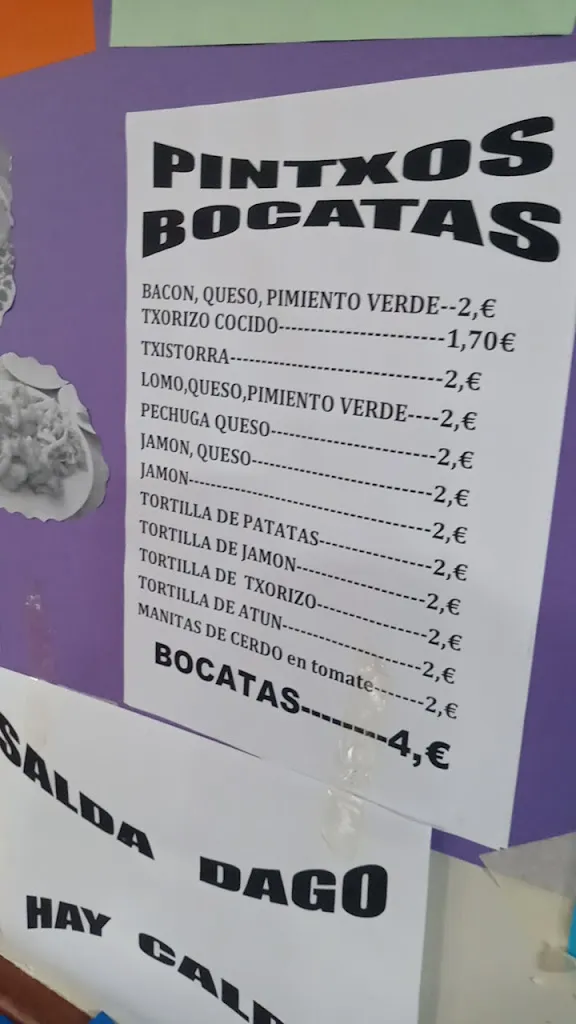 PINTXOS
BOCATAS
BACON, QUESO, PIMIENTO VERDE--2,€
TXORIZO COCIDO--------------------------1,70€
TXISTORRA---------------------------------2,€
LOMO,QUESO,PIMIENTO VERDE----2,€
PECHUGA QUESO-------------------------2,€
JAMON, QUESO----------------------------2,€
JAMON-------------------------------------2,€
TORTILLA DE PATATAS-----------------2,€
TORTILLA DE JAMON--------------------2,€
TORTILLA DE TXORIZO-----------------2,€
TORTILLA DE ATUN----------------------2,€
MANITAS DE CERDO en tomate-------2,€
BOCATAS--------4,€
SALDA DAGO
HAY